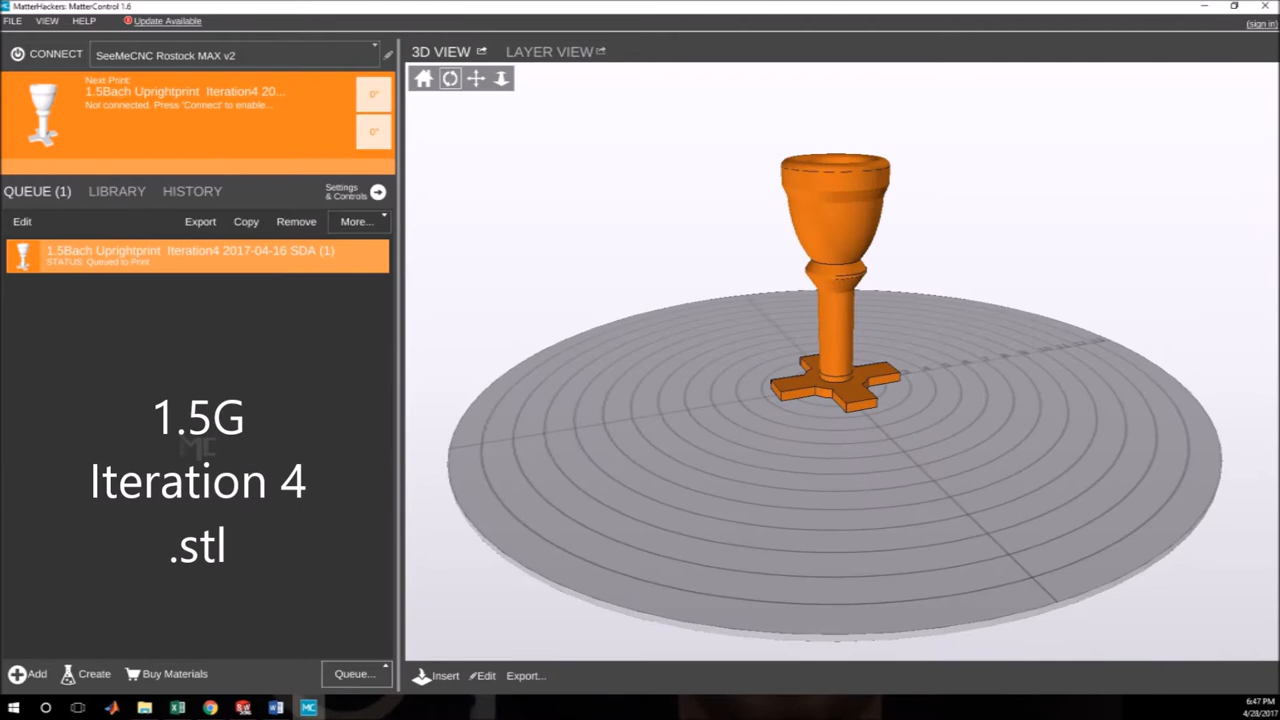 MatterHackers: MatterControl 1.6
FILE VIEW HELP Update Available
(sign in)
CONNECT SeeMeCNC Rostock MAX v2
3D VIEW LAYER VIEW
Next Print:
1.5Bach Uprightprint Iteration4 20...
Not connected. Press 'Connect' to enable...
0°
0°
QUEUE (1) LIBRARY HISTORY Settings
& Controls
Edit Export Copy Remove More...
1.5Bach Uprightprint Iteration4 2017-04-16 SDA (1)
STATUS: Queued to Print
1.5G
MC
Iteration 4
.stl
Add Create Buy Materials Queue...
Insert Edit Export...
MC
6:47 PM
4/28/2017